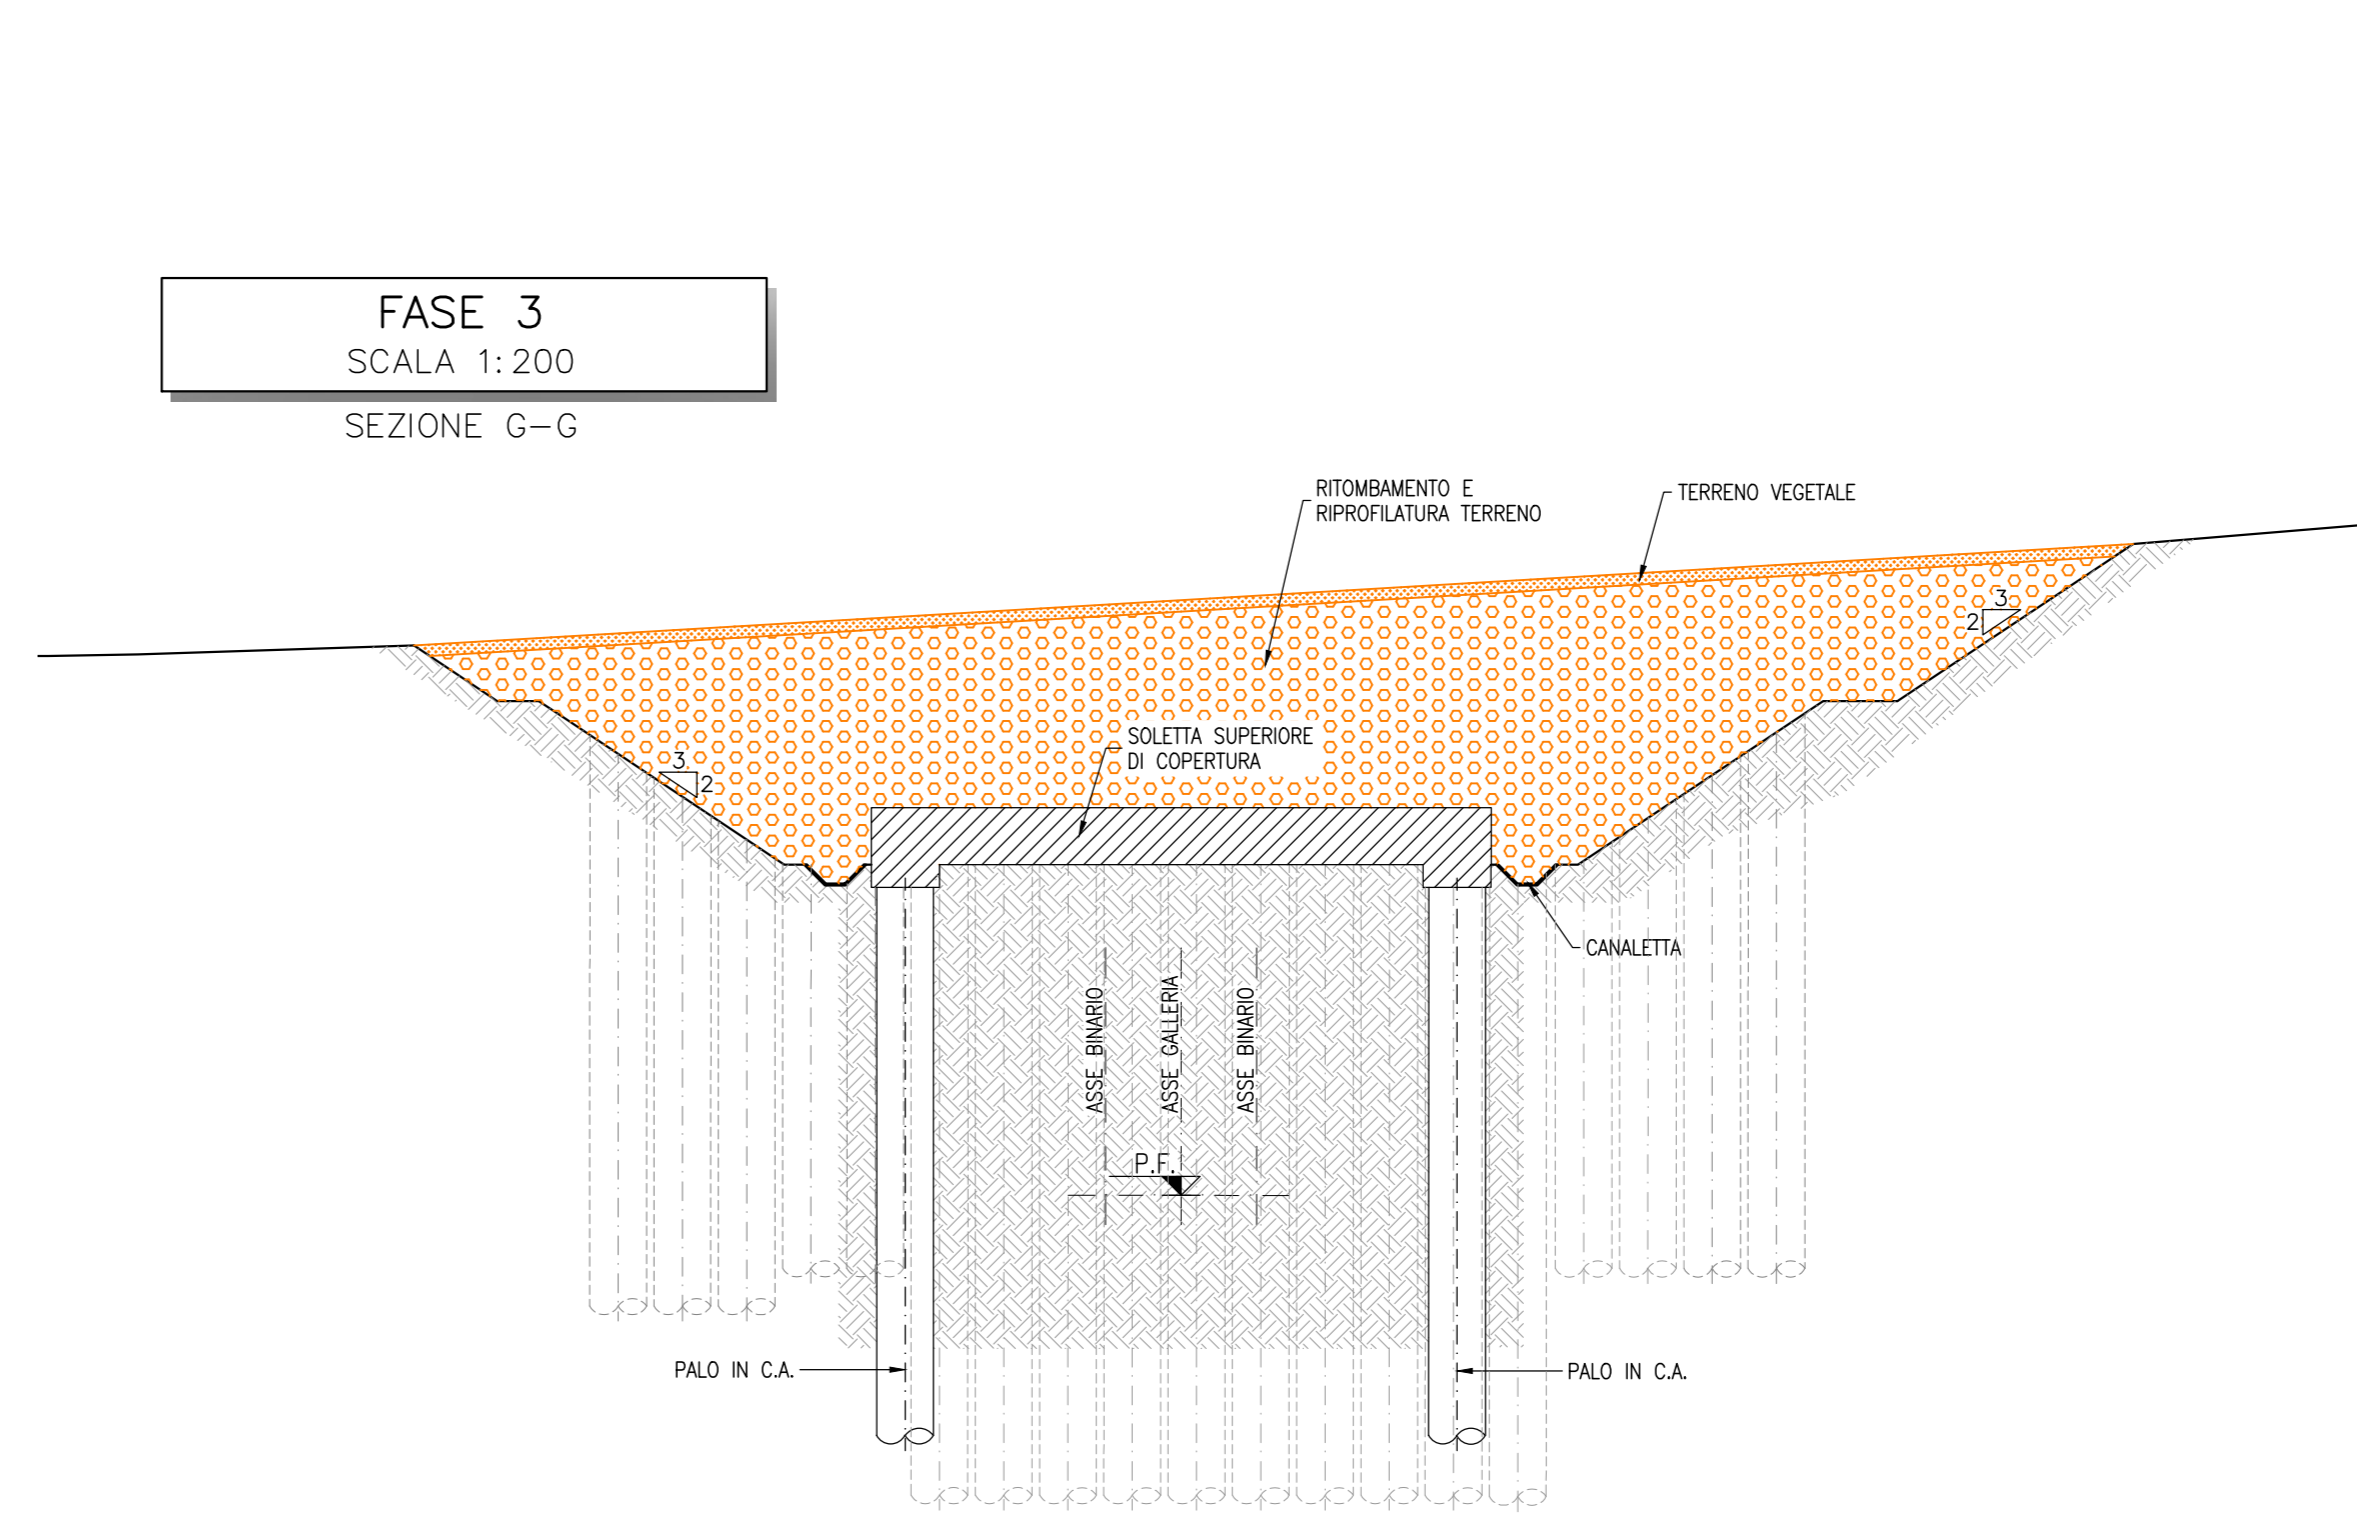 FASE 3
SCALA 1:200
SEZIONE G-G
RITOMBAMENTO E
RIPROFILATURA TERRENO
TERRENO VEGETALE
3
2
SOLETTA SUPERIORE
DI COPERTURA
3
2
CANALETTA
ASSE BINARIO
ASSE GALLERIA
ASSE BINARIO
P.F.
PALO IN C.A.
PALO IN C.A.